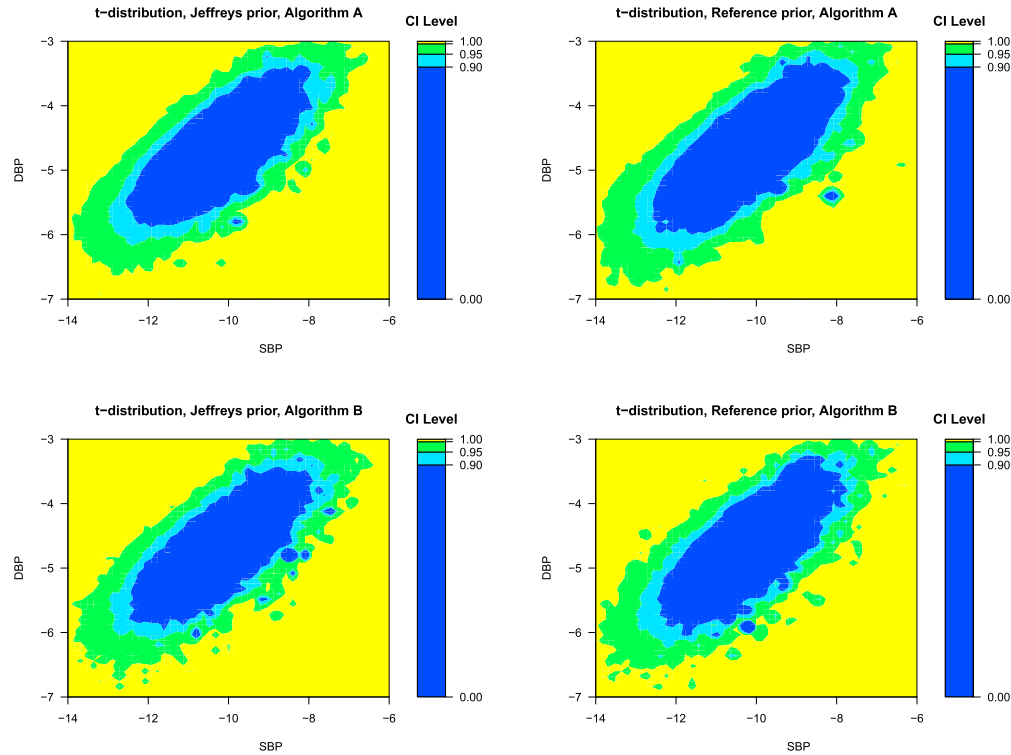 t−distribution, Jeffreys prior, Algorithm A
CI Level
−3
−4
−5
−6
−7
DBP
−14 −12 −10 −8 −6
SBP
1.00
0.95
0.90
0.00
t−distribution, Reference prior, Algorithm A
CI Level
−3
−4
−5
−6
−7
DBP
−14 −12 −10 −8 −6
SBP
1.00
0.95
0.90
0.00
t−distribution, Jeffreys prior, Algorithm B
CI Level
−3
−4
−5
−6
−7
DBP
−14 −12 −10 −8 −6
SBP
1.00
0.95
0.90
0.00
t−distribution, Reference prior, Algorithm B
CI Level
−3
−4
−5
−6
−7
DBP
−14 −12 −10 −8 −6
SBP
1.00
0.95
0.90
0.00